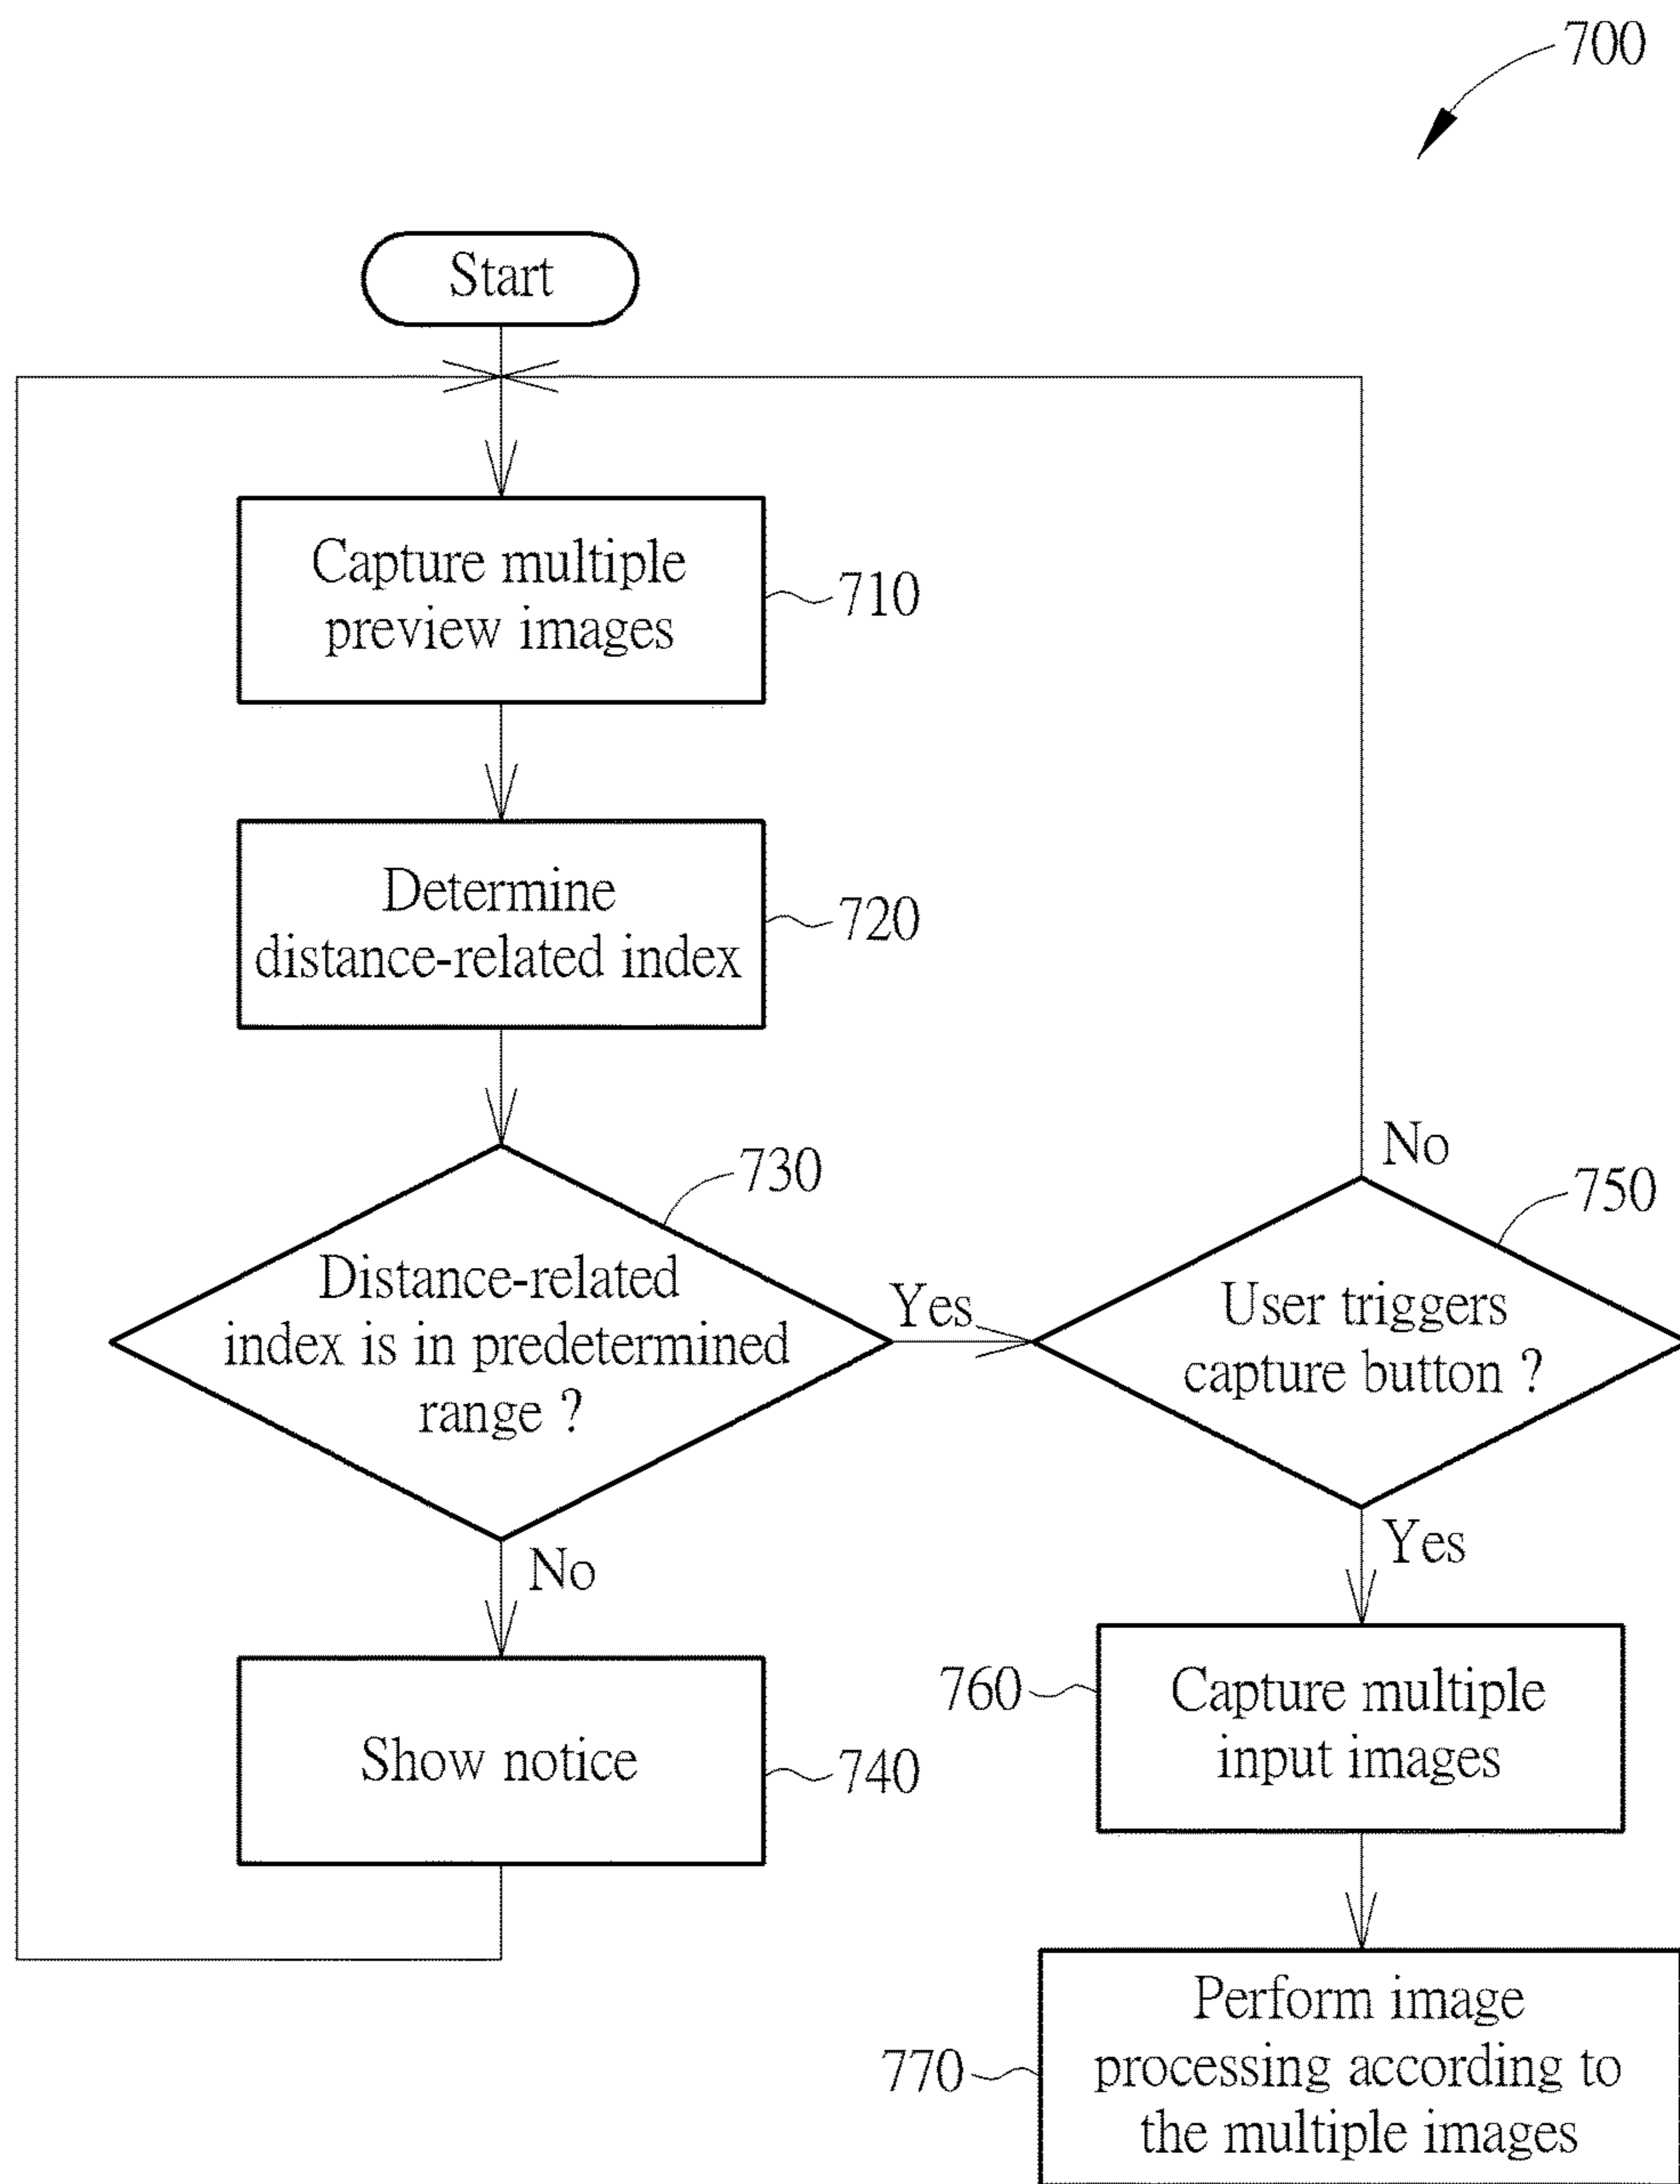 700
Start
Capture multiple
preview images
710
Determine
distance-related index
720
730
Distance-related
index is in predetermined
range ?
Yes
No
750
User triggers
capture button ?
No
Yes
Show notice
740
760
Capture multiple
input images
770
Perform image
processing according to
the multiple images